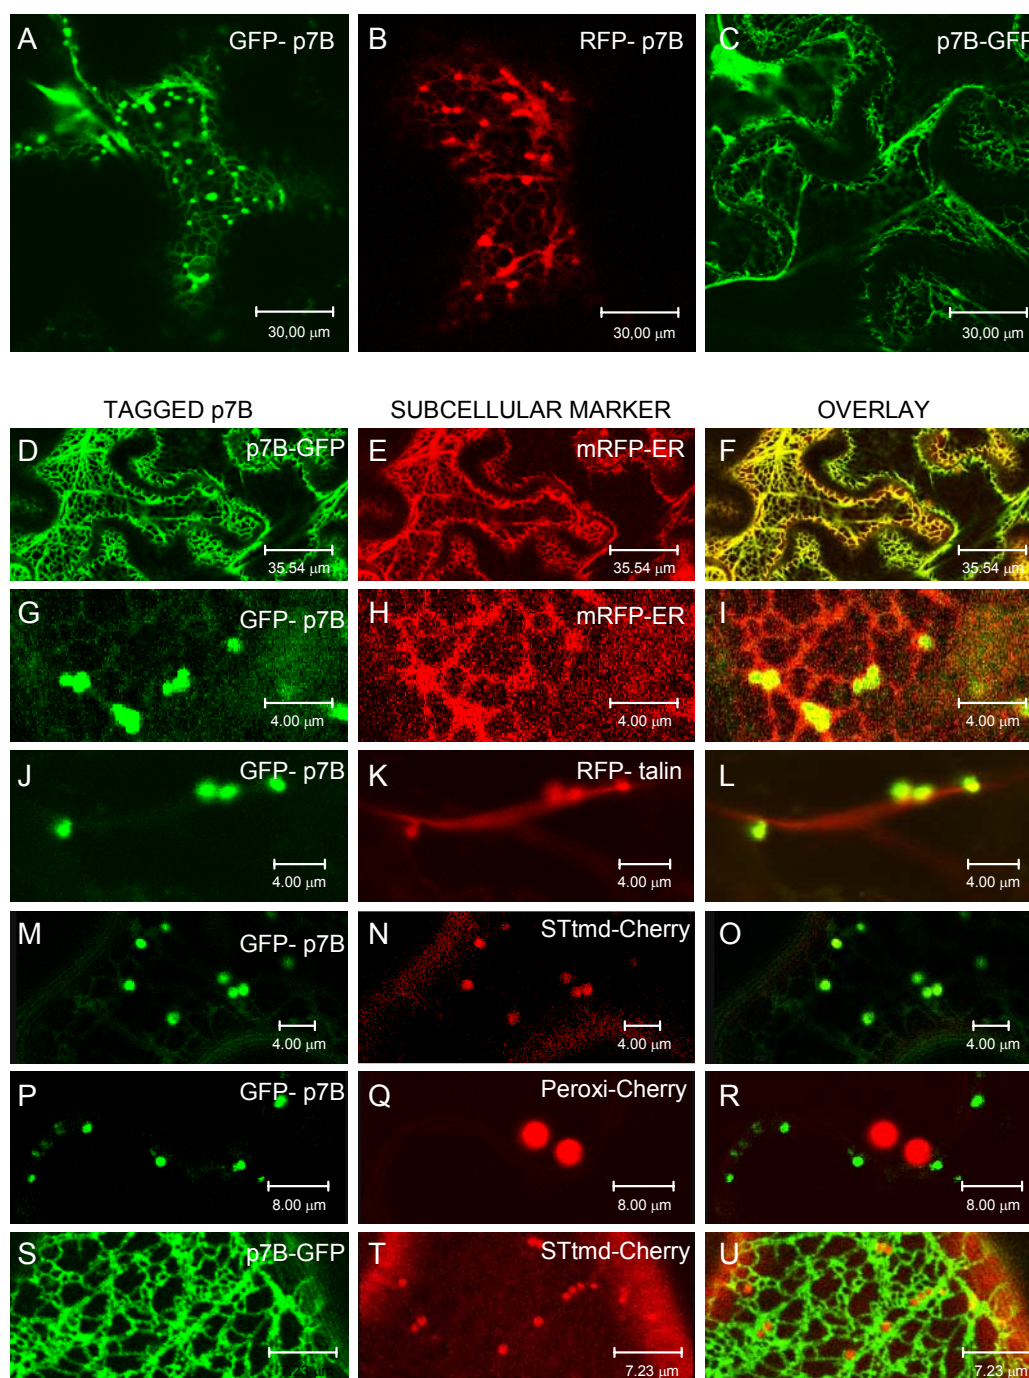 A GFP- p7B
B RFP- p7B
C p7B-GFP
30,00 µm
30,00 µm
30,00 µm
TAGGED p7B SUBCELLULAR MARKER OVERLAY
D p7B-GFP
E mRFP-ER
F
35.54 µm
35.54 µm
35.54 µm
G GFP- p7B
H mRFP-ER
I
4.00 µm
4.00 µm
4.00 µm
J GFP- p7B
K RFP- talin
L
4.00 µm
4.00 µm
4.00 µm
M GFP- p7B
N STtmd-Cherry
O
4.00 µm
4.00 µm
4.00 µm
P GFP- p7B
Q Peroxi-Cherry
R
8.00 µm
8.00 µm
8.00 µm
S p7B-GFP
T STtmd-Cherry
U
7.23 µm
7.23 µm
7.23 µm